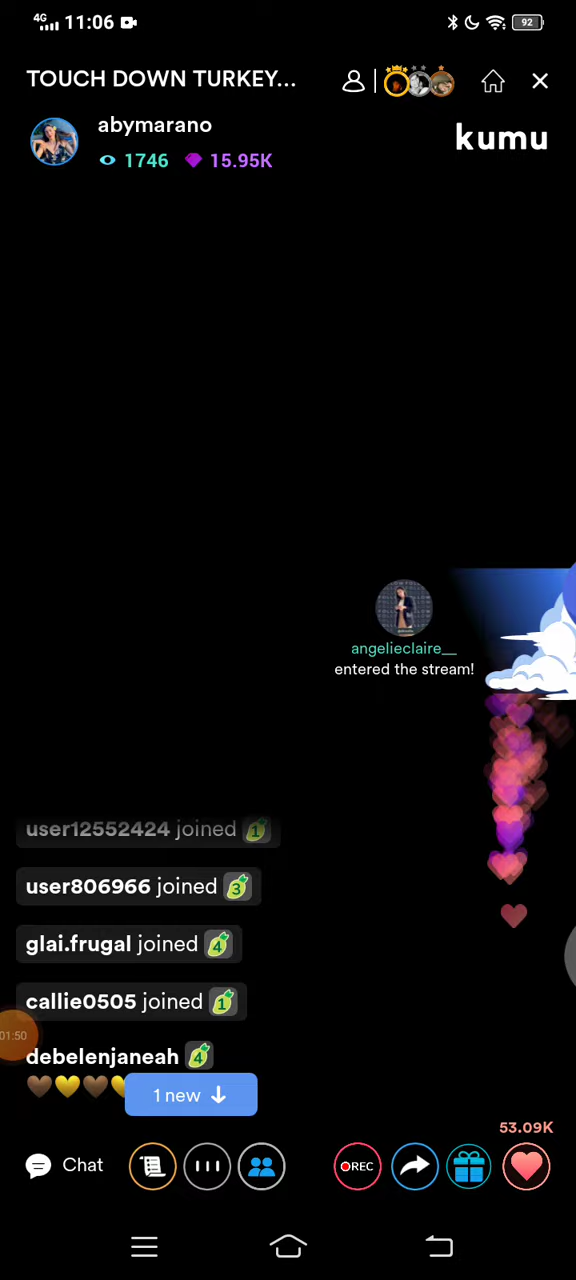 4G 11:06 92
TOUCH DOWN TURKEY...
abymarano
kumu
1746 15.95K
angelieclaire__
entered the stream!
user12552424 joined 1
user806966 joined 3
glai.frugal joined 4
callie0505 joined 1
01:50
debelenjaneah 4
1 new
53.09K
Chat
REC